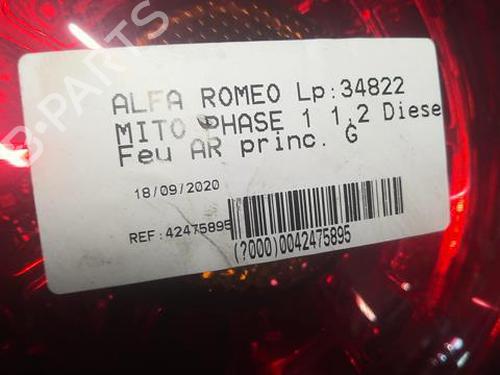 ALFA ROMEO Lp:34822
MITO PHASE 1 1.2 Diese
Feu AR princ. G
18/09/2020
REF:42475895
(?000)0042475895
B-PARTS